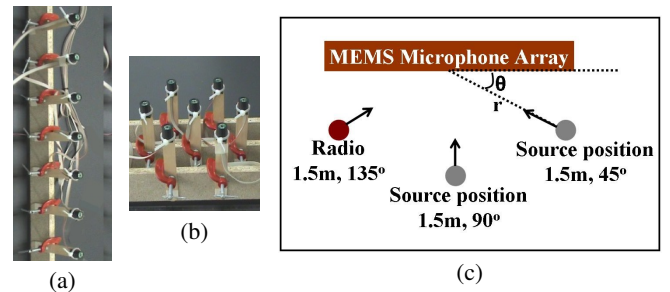 MEMS Microphone Array
θ
r
Radio
1.5m, 135°
Source position
1.5m, 45°
Source position
1.5m, 90°
(a)
(b)
(c)